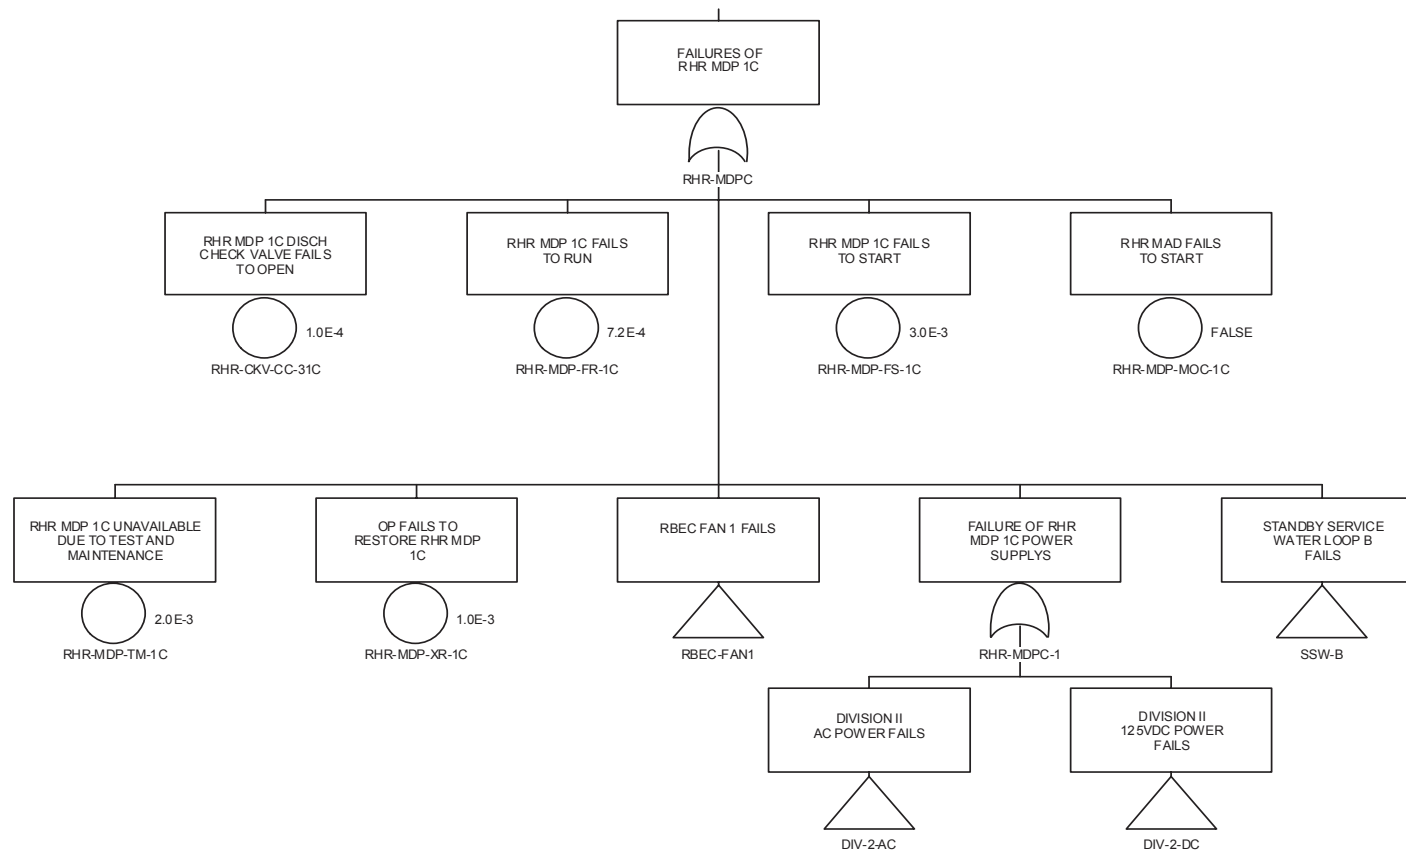 FAILURES OF
RHR MDP 1C
RHR-MDPC
RHR MDP 1C DISCH
CHECK VALVE FAILS
TO OPEN
1.0E-4
RHR-CKV-CC-31C
RHR MDP 1C FAILS
TO RUN
7.2E-4
RHR-MDP-FR-1C
RHR MDP 1C FAILS
TO START
3.0E-3
RHR-MDP-FS-1C
RHR MAD FAILS
TO START
FALSE
RHR-MDP-MOC-1C
RHR MDP 1C UNAVAILABLE
DUE TO TEST AND
MAINTENANCE
2.0E-3
RHR-MDP-TM-1C
OP FAILS TO
RESTORE RHR MDP
1C
1.0E-3
RHR-MDP-XR-1C
RBEC FAN 1 FAILS
RBEC-FAN1
FAILURE OF RHR
MDP 1C POWER
SUPPLYS
RHR-MDPC-1
STANDBY SERVICE
WATER LOOP B
FAILS
SSW-B
DIVISION II
AC POWER FAILS
DIV-2-AC
DIVISION II
125VDC POWER
FAILS
DIV-2-DC